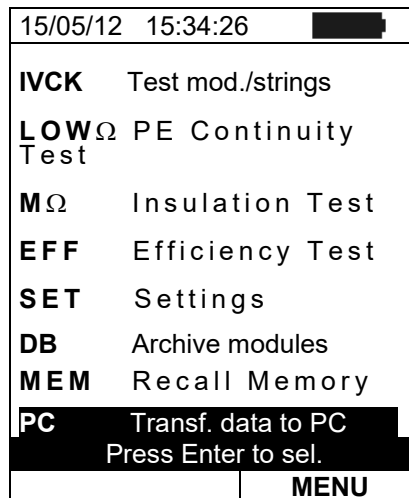 15/05/12 15:34:26
IVCK Test mod./strings
LOWΩ PE Continuity
Test
MΩ Insulation Test
EFF Efficiency Test
SET Settings
DB Archive modules
MEM Recall Memory
PC Transf. data to PC
Press Enter to sel.
MENU